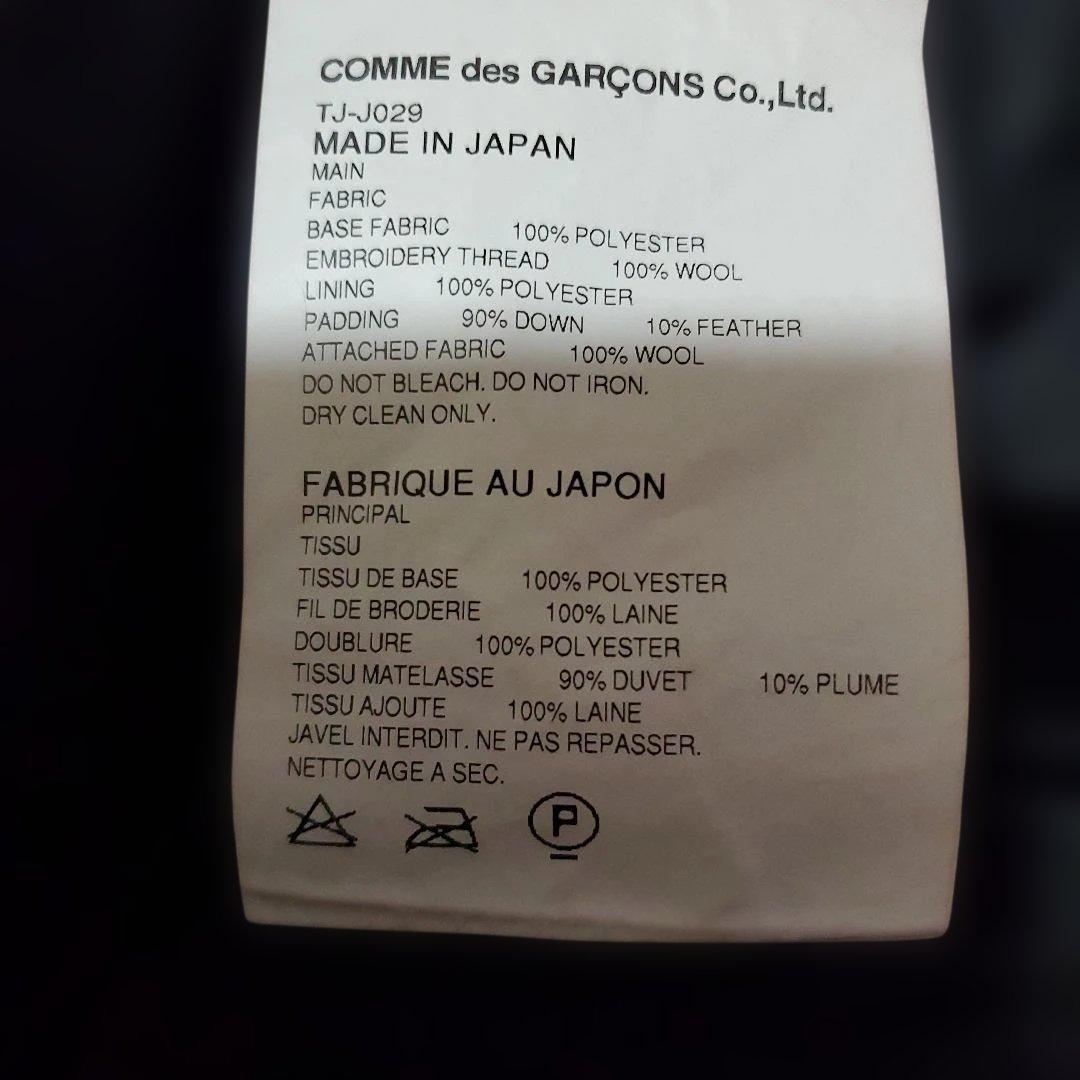 COMME des GARÇONS Co.,Ltd.
TJ-J029
MADE IN JAPAN
MAIN
FABRIC
BASE FABRIC 100% POLYESTER
EMBROIDERY THREAD 100% WOOL
LINING 100% POLYESTER
PADDING 90% DOWN 10% FEATHER
ATTACHED FABRIC 100% WOOL
DO NOT BLEACH. DO NOT IRON.
DRY CLEAN ONLY.
FABRIQUE AU JAPON
PRINCIPAL
TISSU
TISSU DE BASE 100% POLYESTER
FIL DE BRODERIE 100% LAINE
DOUBLURE 100% POLYESTER
TISSU MATELASSE 90% DUVET 10% PLUME
TISSU AJOUTE 100% LAINE
JAVEL INTERDIT. NE PAS REPASSER.
NETTOYAGE A SEC.
P